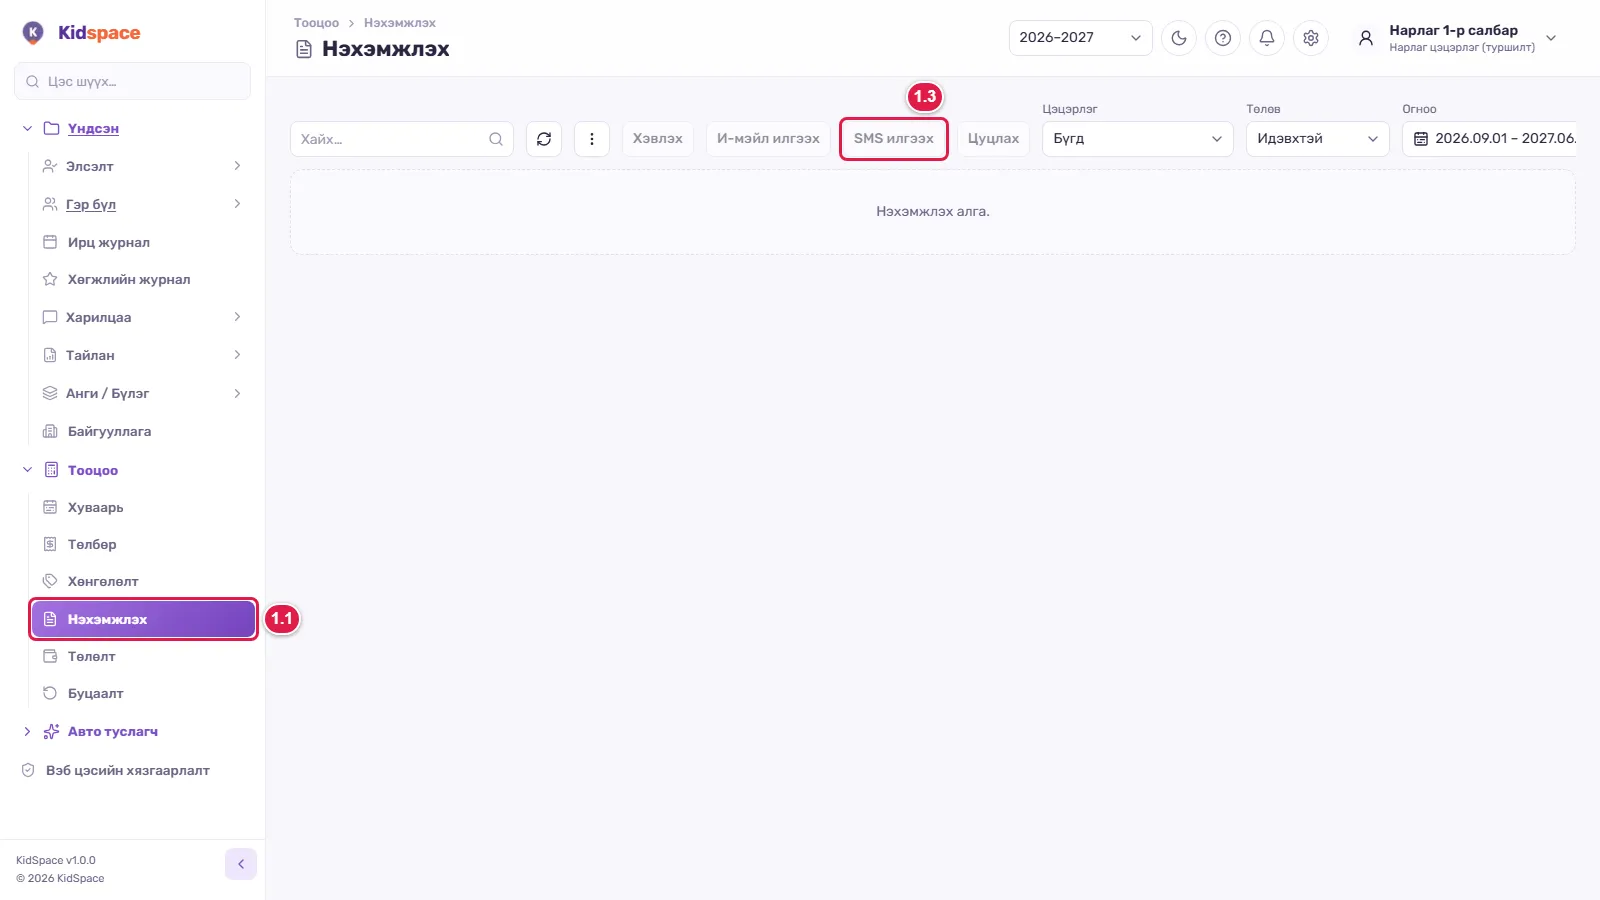 Kidspace
Цэс шүүх...
Үндсэн
Элсэлт
Гэр бүл
Ирц журнал
Хөгжлийн журнал
Харилцаа
Тайлан
Анги / Бүлэг
Байгууллага
Тооцоо
Хуваарь
Төлбөр
Хөнгөлөлт
Нэхэмжлэх
1.1
Төлөлт
Буцаалт
Авто туслагч
Вэб цэсийн хязгаарлалт
KidSpace v1.0.0
© 2026 KidSpace
Тооцоо > Нэхэмжлэх
Нэхэмжлэх
2026–2027
Нарлаг 1-р салбар
Нарлаг цэцэрлэг (туршилт)
1.3
Цэцэрлэг
Төлөв
Огноо
Хайх...
Хэвлэх
И-мэйл илгээх
SMS илгээх
Цуцлах
Бүгд
Идэвхтэй
2026.09.01 – 2027.06.
Нэхэмжлэх алга.